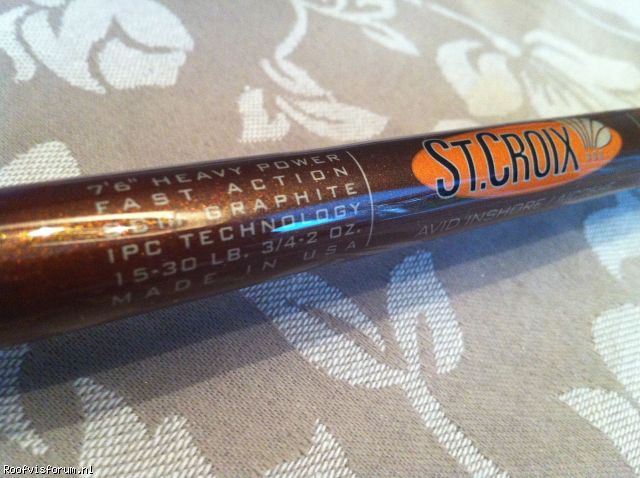 7'6" HEAVY POWER
FAST ACTION
SCIII GRAPHITE
IPC TECHNOLOGY
15-30 LB. 3/4-2 OZ.
MADE IN USA
ST.CROIX
AVID INSHORE
Roofvisforum.nl